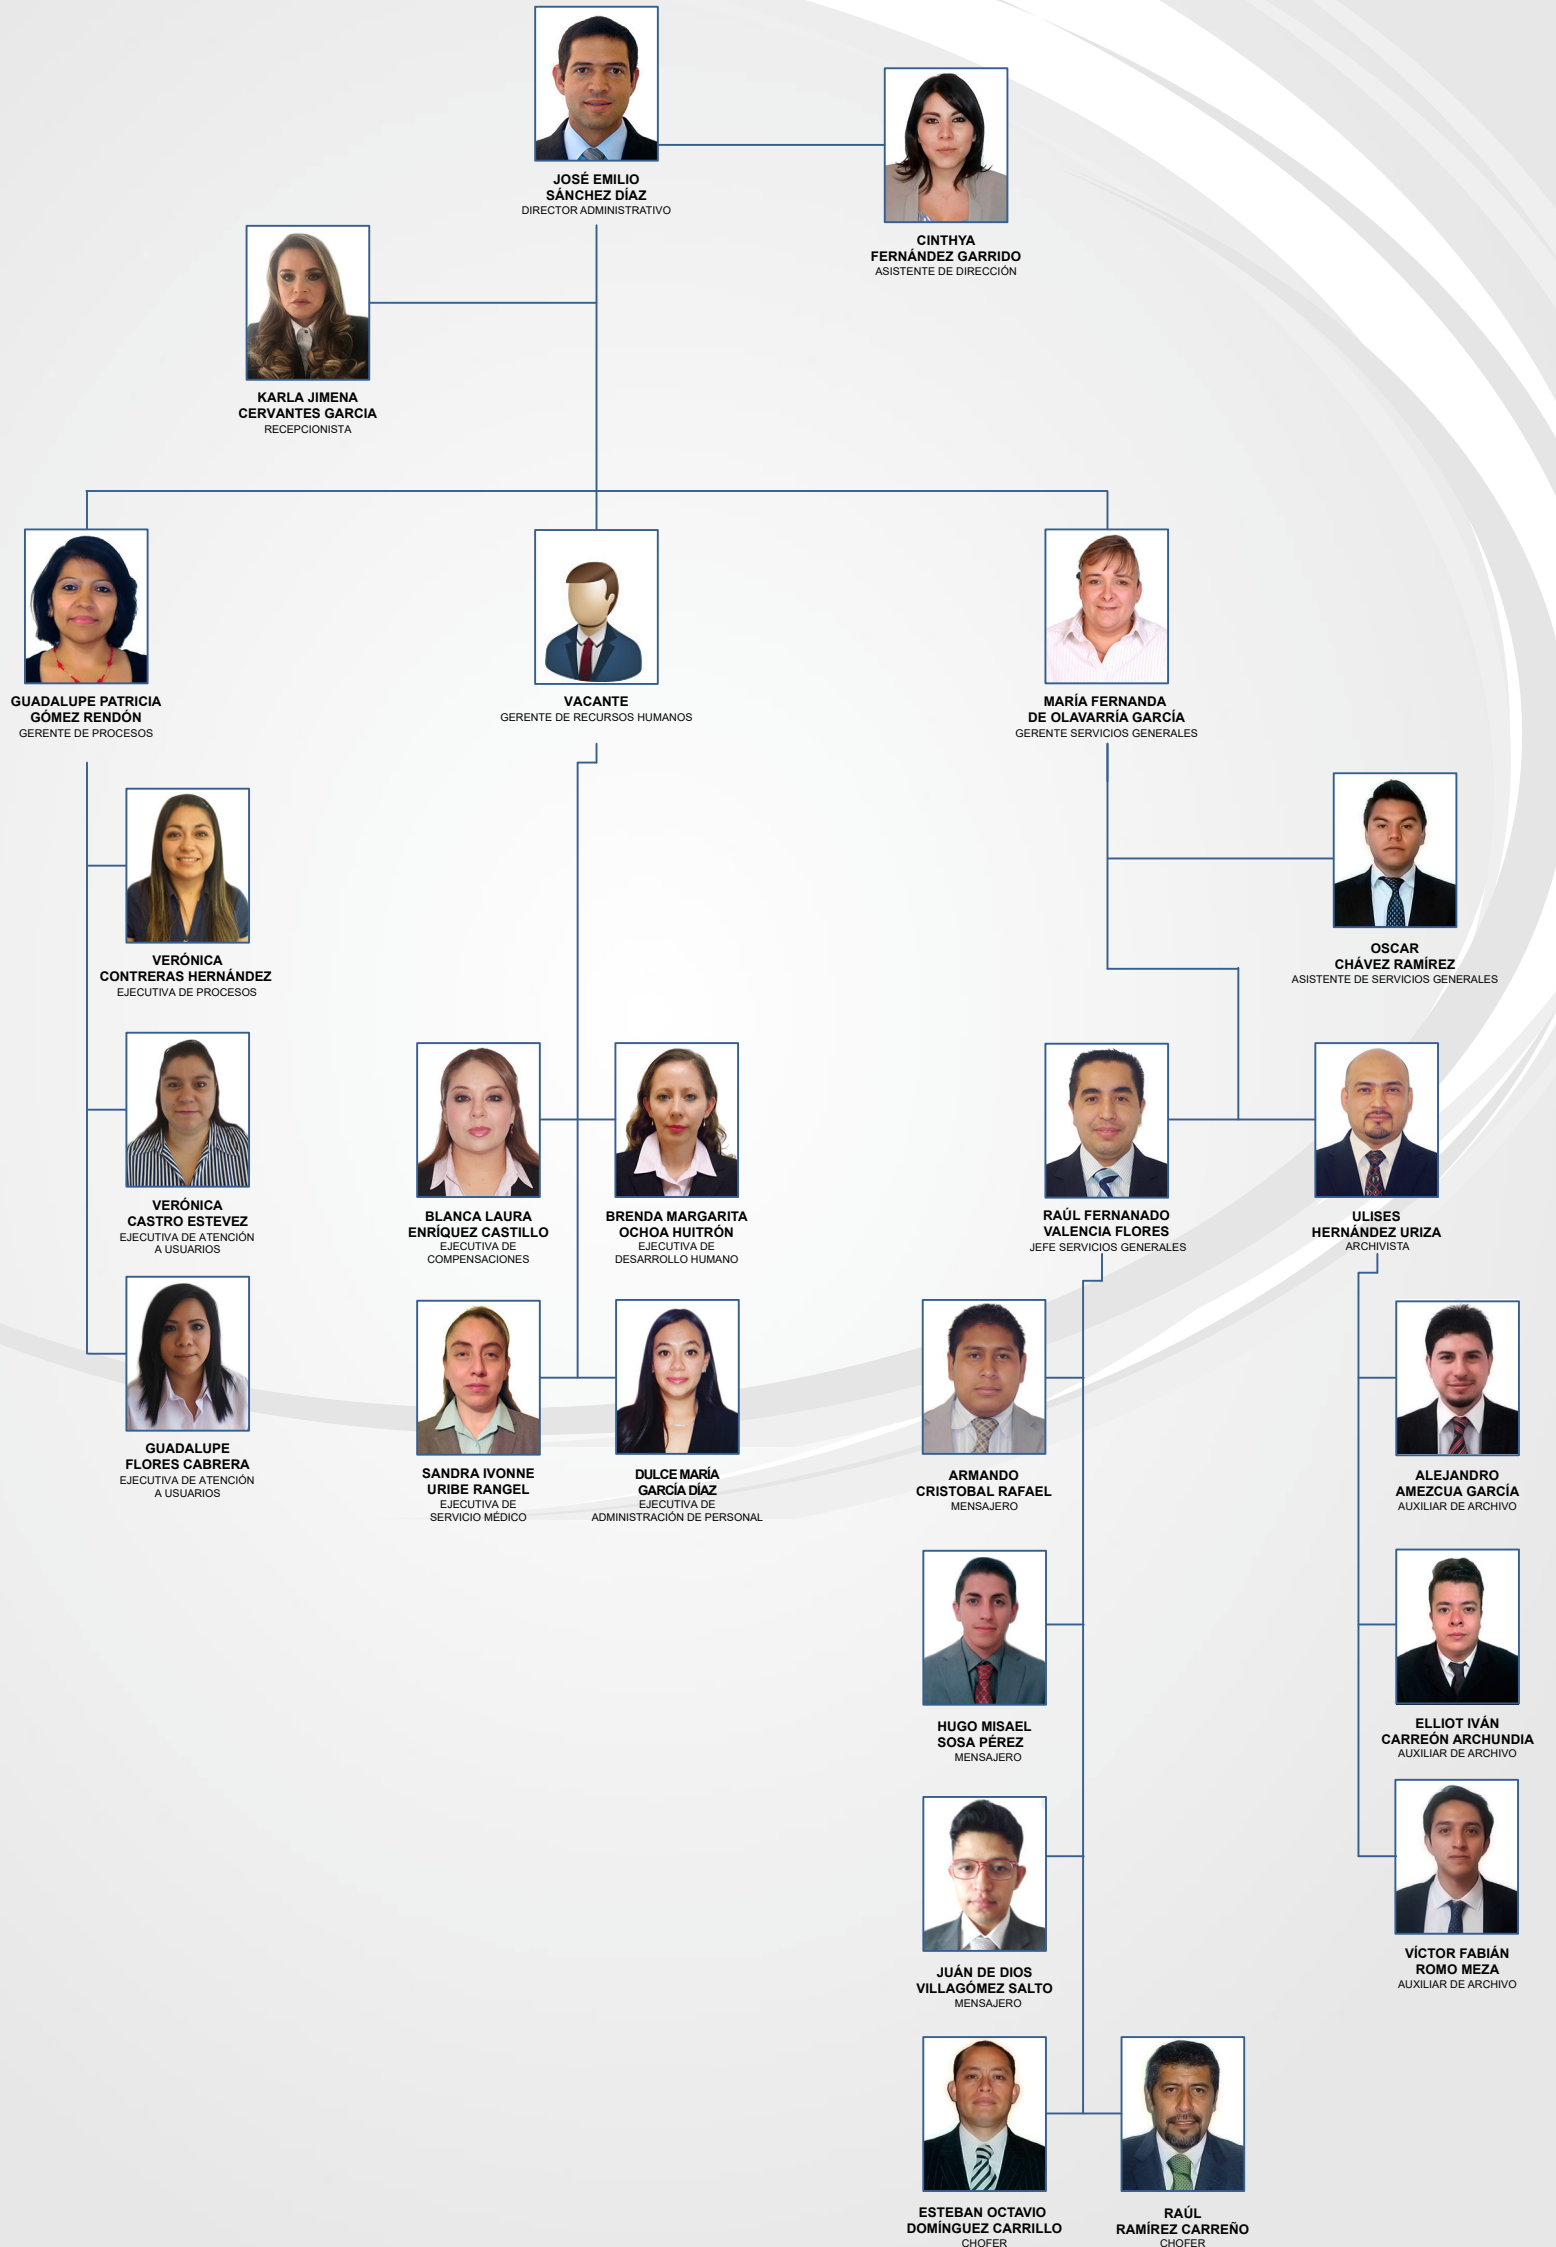 JOSÉ EMILIO
SÁNCHEZ DÍAZ
DIRECTOR ADMINISTRATIVO
CINTHYA
FERNÁNDEZ GARRIDO
ASISTENTE DE DIRECCIÓN
KARLA JIMENA
CERVANTES GARCIA
RECEPCIONISTA
GUADALUPE PATRICIA
GÓMEZ RENDÓN
GERENTE DE PROCESOS
VACANTE
GERENTE DE RECURSOS HUMANOS
MARÍA FERNANDA
DE OLAVARRÍA GARCÍA
GERENTE SERVICIOS GENERALES
VERÓNICA
CONTRERAS HERNÁNDEZ
EJECUTIVA DE PROCESOS
OSCAR
CHÁVEZ RAMÍREZ
ASISTENTE DE SERVICIOS GENERALES
VERÓNICA
CASTRO ESTEVEZ
EJECUTIVA DE ATENCIÓN
A USUARIOS
BLANCA LAURA
ENRÍQUEZ CASTILLO
EJECUTIVA DE
COMPENSACIONES
BRENDA MARGARITA
OCHOA HUITRÓN
EJECUTIVA DE
DESARROLLO HUMANO
RAÚL FERNANADO
VALENCIA FLORES
JEFE SERVICIOS GENERALES
ULISES
HERNÁNDEZ URIZA
ARCHIVISTA
GUADALUPE
FLORES CABRERA
EJECUTIVA DE ATENCIÓN
A USUARIOS
SANDRA IVONNE
URIBE RANGEL
EJECUTIVA DE
SERVICIO MÉDICO
DULCE MARÍA
GARCÍA DÍAZ
EJECUTIVA DE
ADMINISTRACIÓN DE PERSONAL
ARMANDO
CRISTOBAL RAFAEL
MENSAJERO
ALEJANDRO
AMEZCUA GARCÍA
AUXILIAR DE ARCHIVO
HUGO MISAEL
SOSA PÉREZ
MENSAJERO
ELLIOT IVÁN
CARREÓN ARCHUNDIA
AUXILIAR DE ARCHIVO
JUÁN DE DIOS
VILLAGÓMEZ SALTO
MENSAJERO
VÍCTOR FABIÁN
ROMO MEZA
AUXILIAR DE ARCHIVO
ESTEBAN OCTAVIO
DOMÍNGUEZ CARRILLO
CHOFER
RAÚL
RAMÍREZ CARREÑO
CHOFER